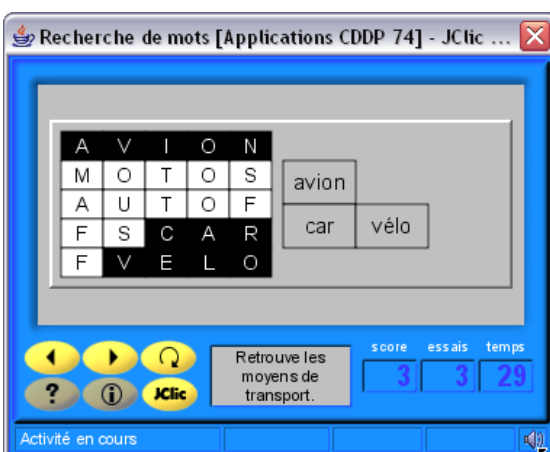 Recherche de mots [Applications CDDP 74] - JClic ...
A V I O N
M O T O S
A U T O F
F S C A R
F V E L O
avion
car vélo
Retrouve les
moyens de
transport.
score essais temps
3 3 29
? i JClic
Activité en cours